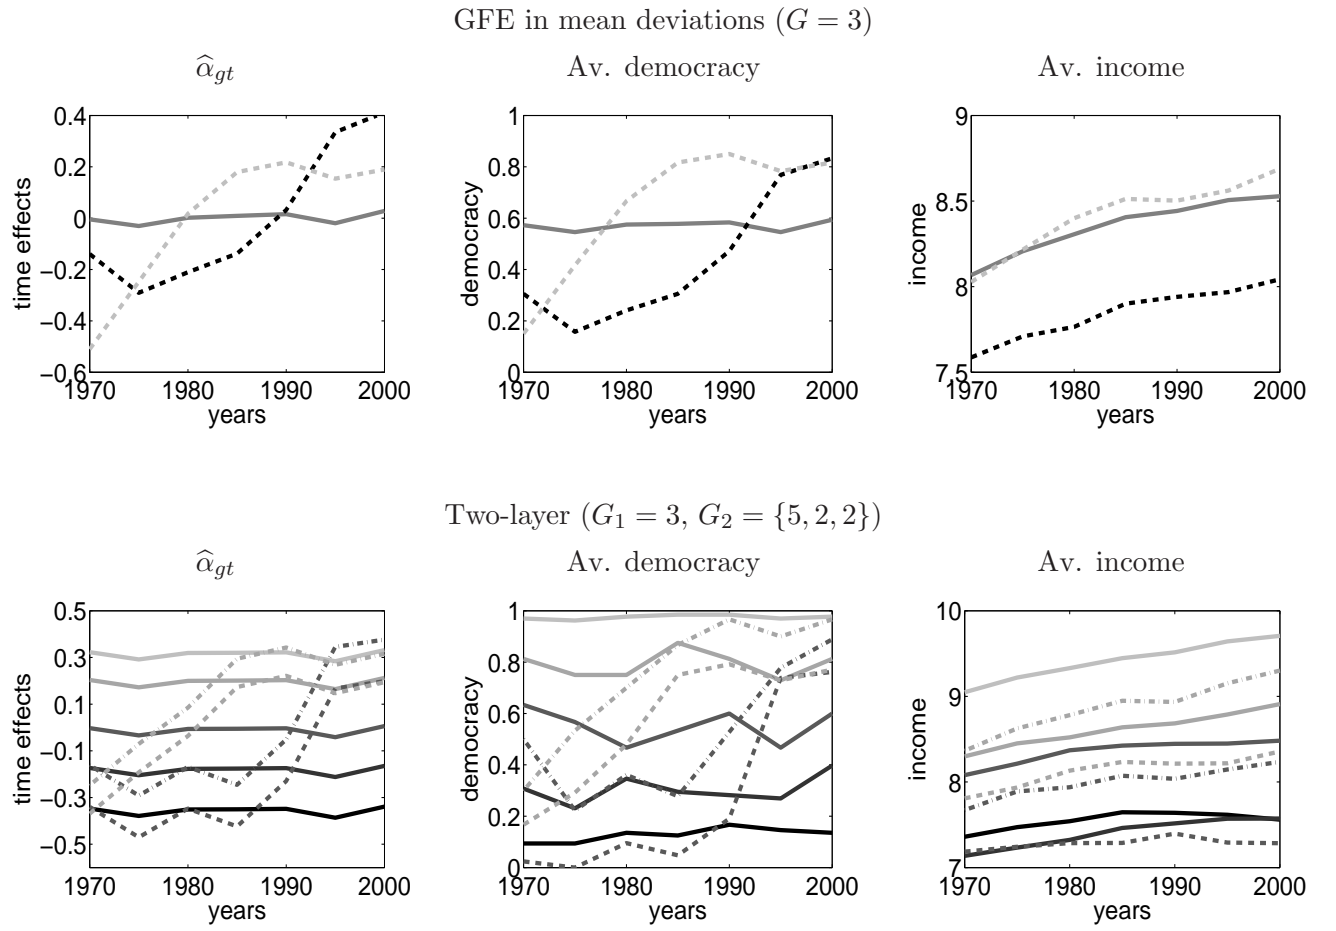 GFE in mean deviations (G = 3)
α̂gt
Av. democracy
Av. income
0.4
0.2
0
−0.2
−0.4
−0.6
time effects
1970 1980 1990 2000
years
1
0.8
0.6
0.4
0.2
0
democracy
1970 1980 1990 2000
years
9
8.5
8
7.5
income
1970 1980 1990 2000
years
Two-layer (G1 = 3, G2 = {5, 2, 2})
α̂gt
Av. democracy
Av. income
0.5
0.3
0.1
−0.1
−0.3
−0.5
time effects
1970 1980 1990 2000
years
1
0.8
0.6
0.4
0.2
0
democracy
1970 1980 1990 2000
years
10
9
8
7
income
1970 1980 1990 2000
years